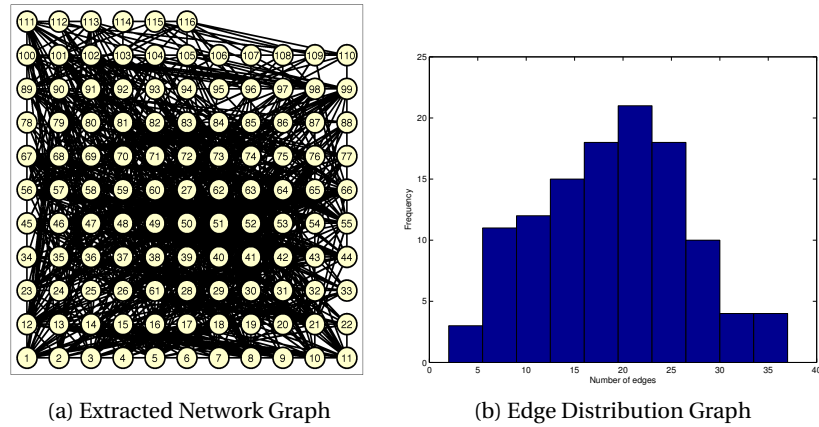 111 112 113 114 115 116
100 101 102 103 104 105 106 107 108 109 110
89 90 91 92 93 94 95 96 97 98 99
78 79 80 81 82 83 84 85 86 87 88
67 68 69 70 71 72 73 74 75 76 77
56 57 58 59 60 27 62 63 64 65 66
45 46 47 48 49 50 51 52 53 54 55
34 35 36 37 38 39 40 41 42 43 44
23 24 25 26 61 28 29 30 31 32 33
12 13 14 15 16 17 18 19 20 21 22
1 2 3 4 5 6 7 8 9 10 11
(a) Extracted Network Graph
25
20
15
10
5
0
Frequency
0 5 10 15 20 25 30 35 40
Number of edges
(b) Edge Distribution Graph